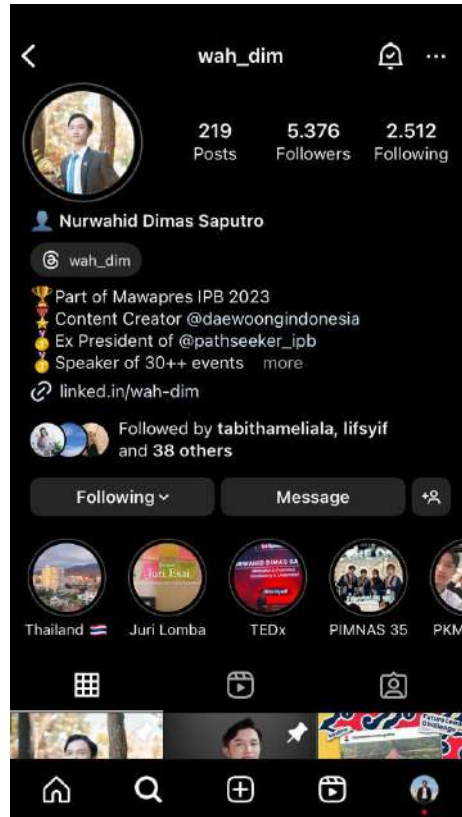 wah_dim
219 5.376 2.512
Posts Followers Following
Nurwahid Dimas Saputro
wah_dim
Part of Mawapres IPB 2023
Content Creator @daewoongindonesia
Ex President of @pathseeker_ipb
Speaker of 30++ events more
linked.in/wah-dim
Followed by tabithameliala, lifsyif
and 38 others
Following Message
Juri Esai
Thailand Juri Lomba TEDx PIMNAS 35 PKM